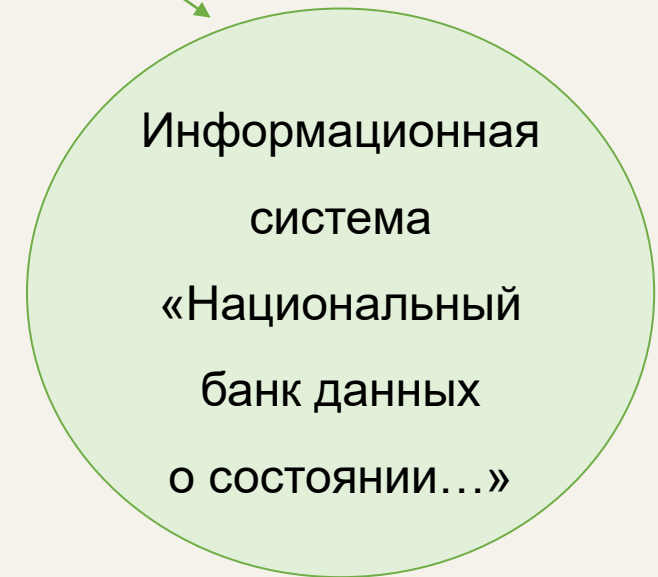 Информационная
система
«Национальный
банк данных
о состоянии…»